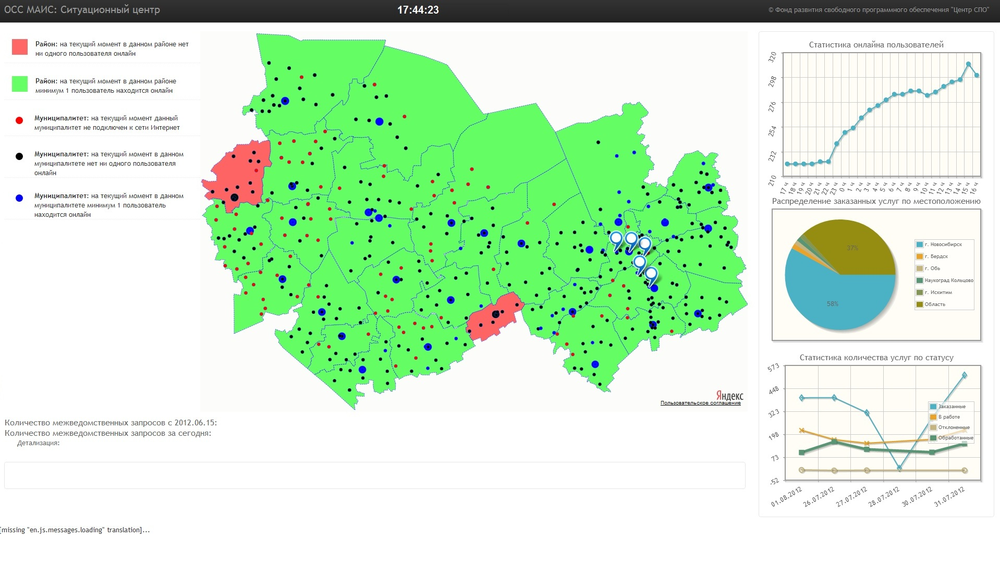 ОСС МАИС: Ситуационный центр
17:44:23
© Фонд развития свободного программного обеспечения "Центр СПО"
Район: на текущий момент в данном районе нет
ни одного пользователя онлайн
Район: на текущий момент в данном районе
минимум 1 пользователь находится онлайн
Муниципалитет: на текущий момент данный
муниципалитет не подключен к сети Интернет
Муниципалитет: на текущий момент в данном
муниципалитете нет ни одного пользователя
онлайн
Муниципалитет: на текущий момент в данном
муниципалитете минимум 1 пользователь
находится онлайн
Яндекс
Пользовательское соглашение
Количество межведомственных запросов с 2012.06.15:
Количество межведомственных запросов за сегодня:
Детализация:
[missing "en.js.messages.loading" translation]...
Статистика онлайна пользователей
320
298
276
254
232
210
17 ч
18 ч
19 ч
20 ч
21 ч
22 ч
23 ч
0 ч
1 ч
2 ч
3 ч
4 ч
5 ч
6 ч
7 ч
8 ч
9 ч
10 ч
11 ч
12 ч
13 ч
14 ч
15 ч
16 ч
Распределение заказанных услуг по местоположению
37%
58%
г. Новосибирск
г. Бердск
г. Обь
Наукоград Кольцово
г. Искитим
Область
Статистика количества услуг по статусу
573
448
323
198
73
-52
Заказанные
В работе
Отклоненные
Обработанные
01.08.2012
26.07.2012
27.07.2012
28.07.2012
30.07.2012
31.07.2012